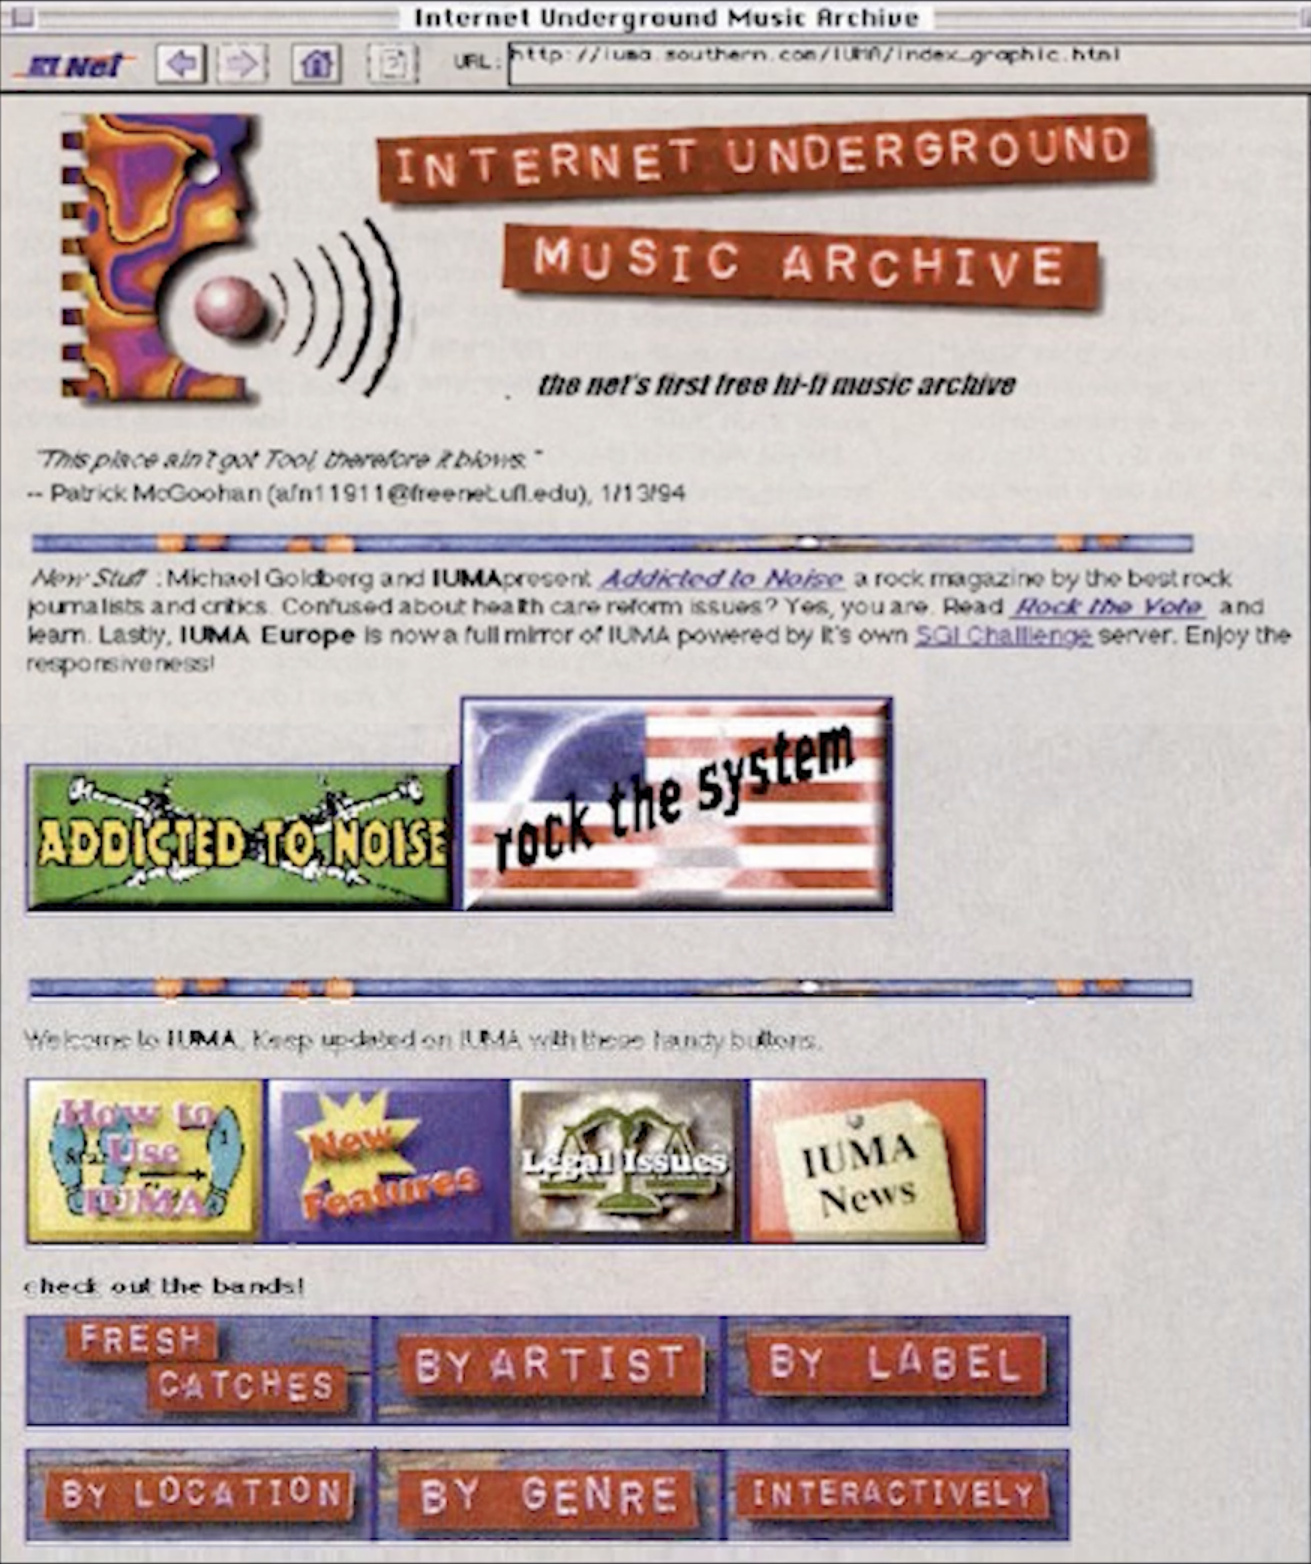 Internet Underground Music Archive
URL: http://iuma.southern.com/IUMA/index_graphic.html
INTERNET UNDERGROUND
MUSIC ARCHIVE
the net's first free hi-fi music archive
"This place ain't got Tool, therefore it blows."
-- Patrick McGoohan (afn11911@freenet.ufl.edu), 1/13/94
New Stuff : Michael Goldberg and IUMA present Addicted to Noise a rock magazine by the best rock
journalists and critics. Confused about health care reform issues? Yes, you are. Read Rock the Vote and
learn. Lastly, IUMA Europe is now a full mirror of IUMA powered by it's own SGI Challlenge server. Enjoy the
responsiveness!
ADDICTED TO NOISE
rock the system
Welcome to IUMA. Keep updated on IUMA with these handy buttons.
How to
Use
IUMA
1
New
Features
Legal Issues
IUMA
News
check out the bands!
FRESH
CATCHES
BY ARTIST
BY LABEL
BY LOCATION
BY GENRE
INTERACTIVELY